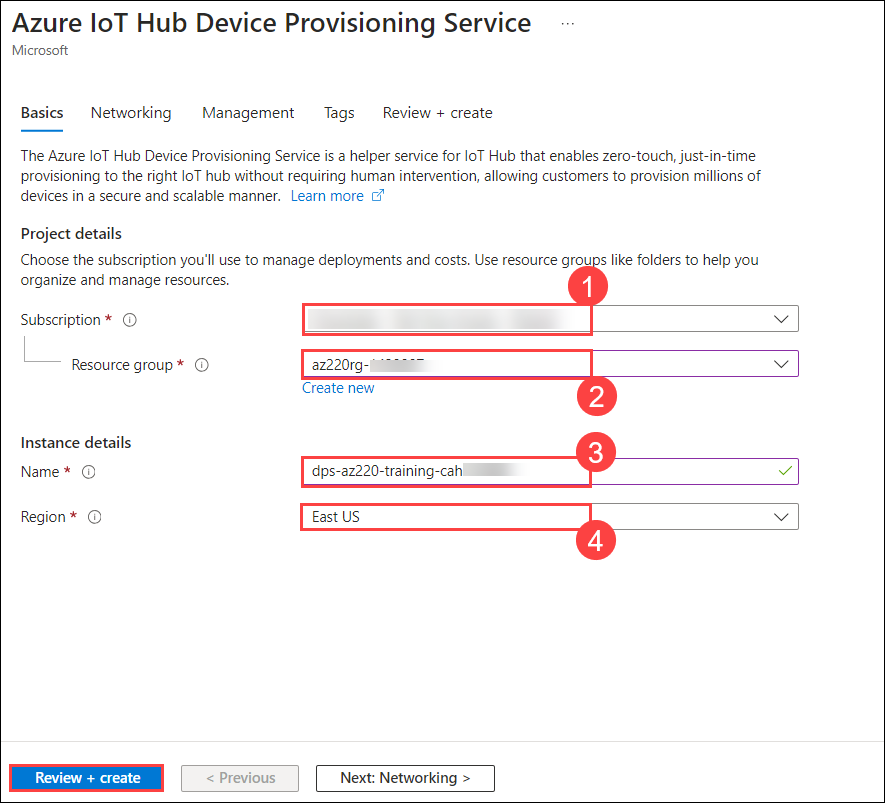 Azure IoT Hub Device Provisioning Service ...
Microsoft
Basics Networking Management Tags Review + create
The Azure IoT Hub Device Provisioning Service is a helper service for IoT Hub that enables zero-touch, just-in-time
provisioning to the right IoT hub without requiring human intervention, allowing customers to provision millions of
devices in a secure and scalable manner. Learn more
Project details
Choose the subscription you'll use to manage deployments and costs. Use resource groups like folders to help you
organize and manage resources.
1
Subscription *
Resource group * az220rg-
Create new
2
Instance details
3
Name * dps-az220-training-cah
Region * East US
4
Review + create < Previous Next: Networking >